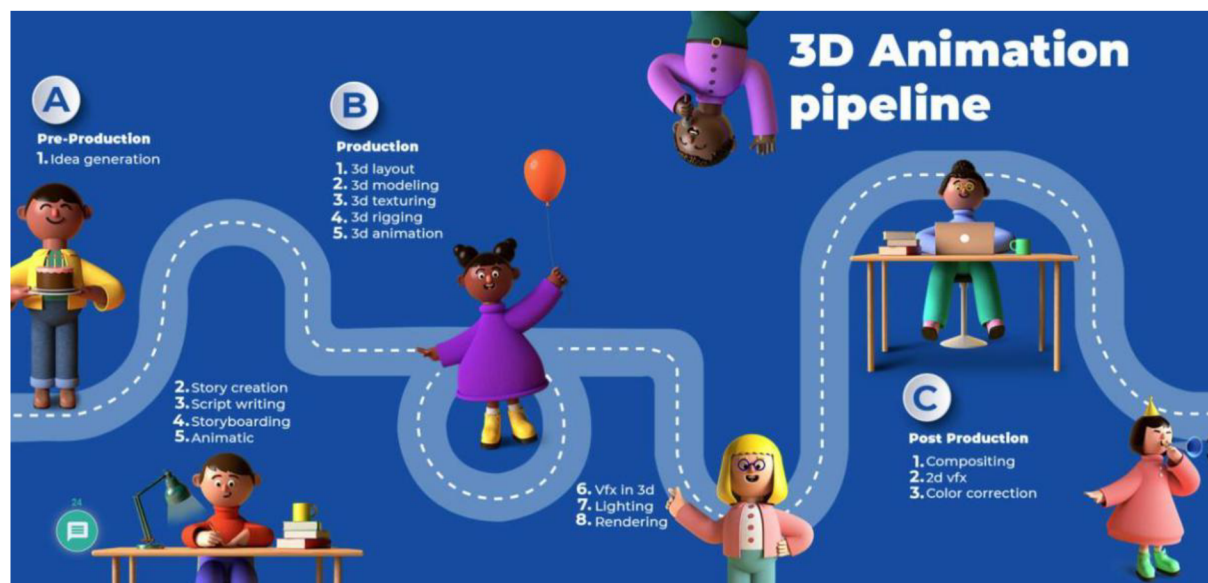 3D Animation
pipeline
A
Pre-Production
1. Idea generation
2. Story creation
3. Script writing
4. Storyboarding
5. Animatic
B
Production
1. 3d layout
2. 3d modeling
3. 3d texturing
4. 3d rigging
5. 3d animation
6. Vfx in 3d
7. Lighting
8. Rendering
C
Post Production
1. Compositing
2. 2d vfx
3. Color correction
24